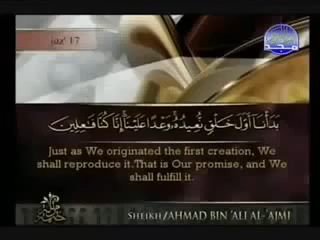 jaz' 17
بَدَأْنَا أَوَّلَ خَلْقٍ نُّعِيدُهُ وَعْدًا عَلَيْنَا إِنَّا كُنَّا فَـٰعِلِينَ
Just as We originated the first creation, We
shall reproduce it.That is Our promise, and We
shall fulfill it.
SHEIKH/AHMAD BIN 'ALI AL-'AJMI